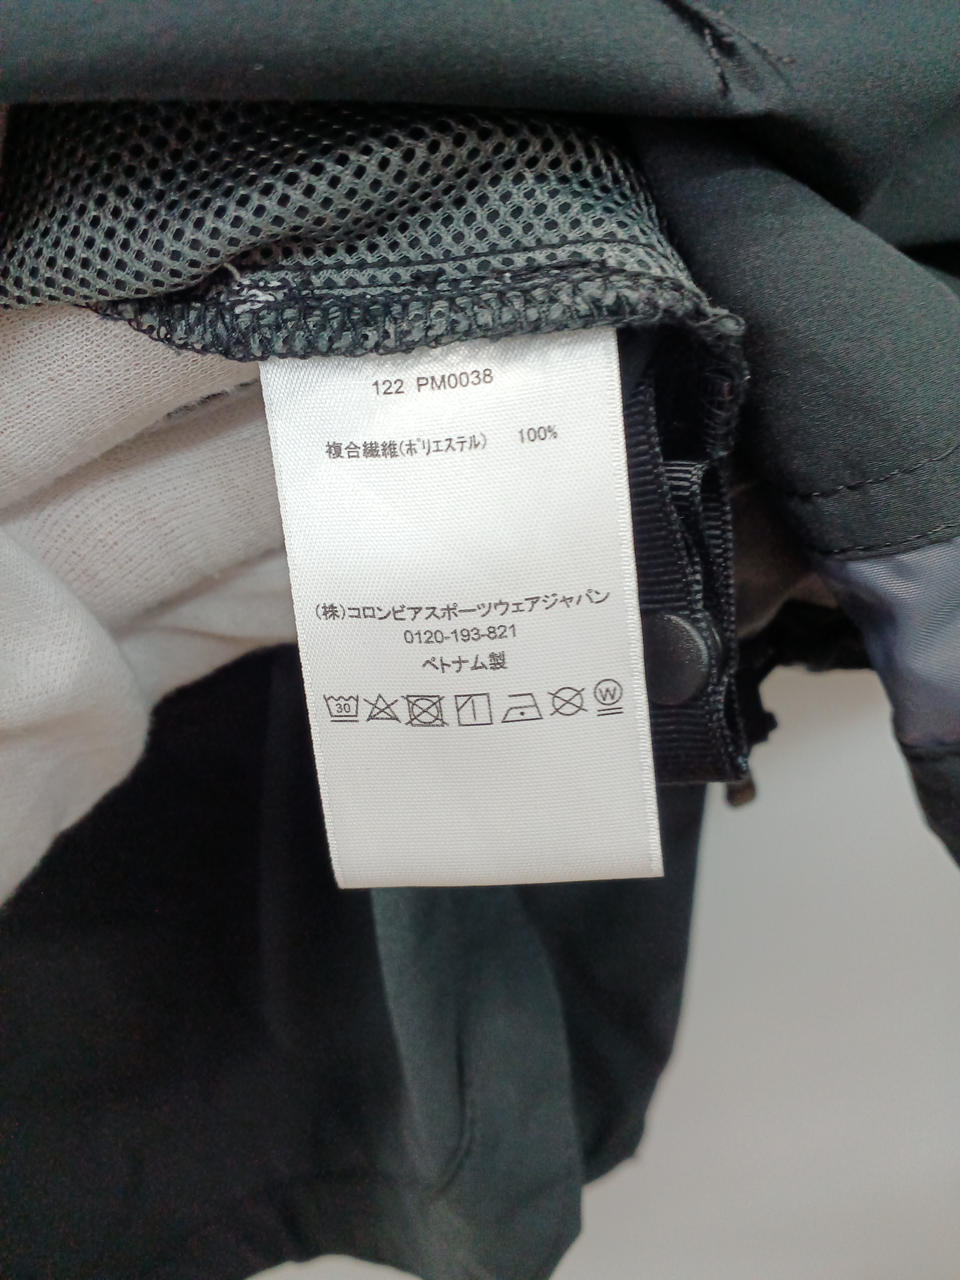 122 PM0038
複合繊維(ポリエステル) 100%
(株)コロンビアスポーツウェアジャパン
0120-193-821
ベトナム製
30 W